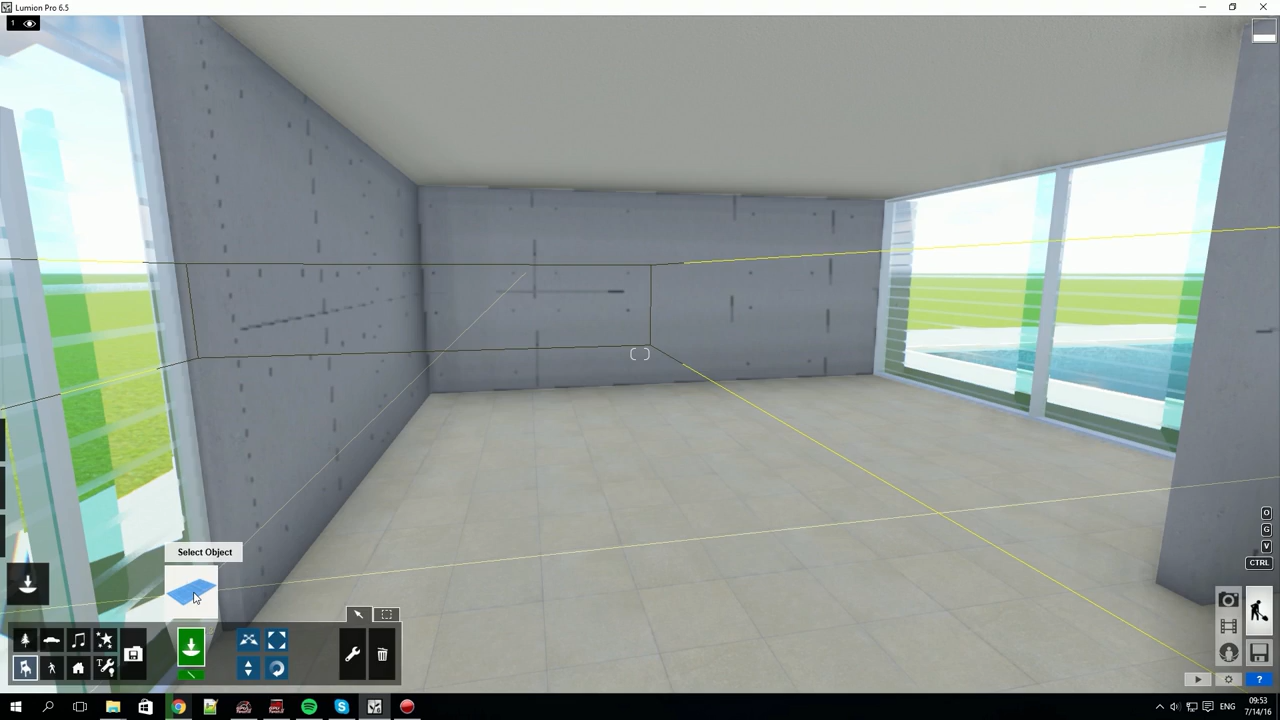 Lumion Pro 6.5
1
Select Object
O
G
V
CTRL
?
ENG
09:53
7/14/16